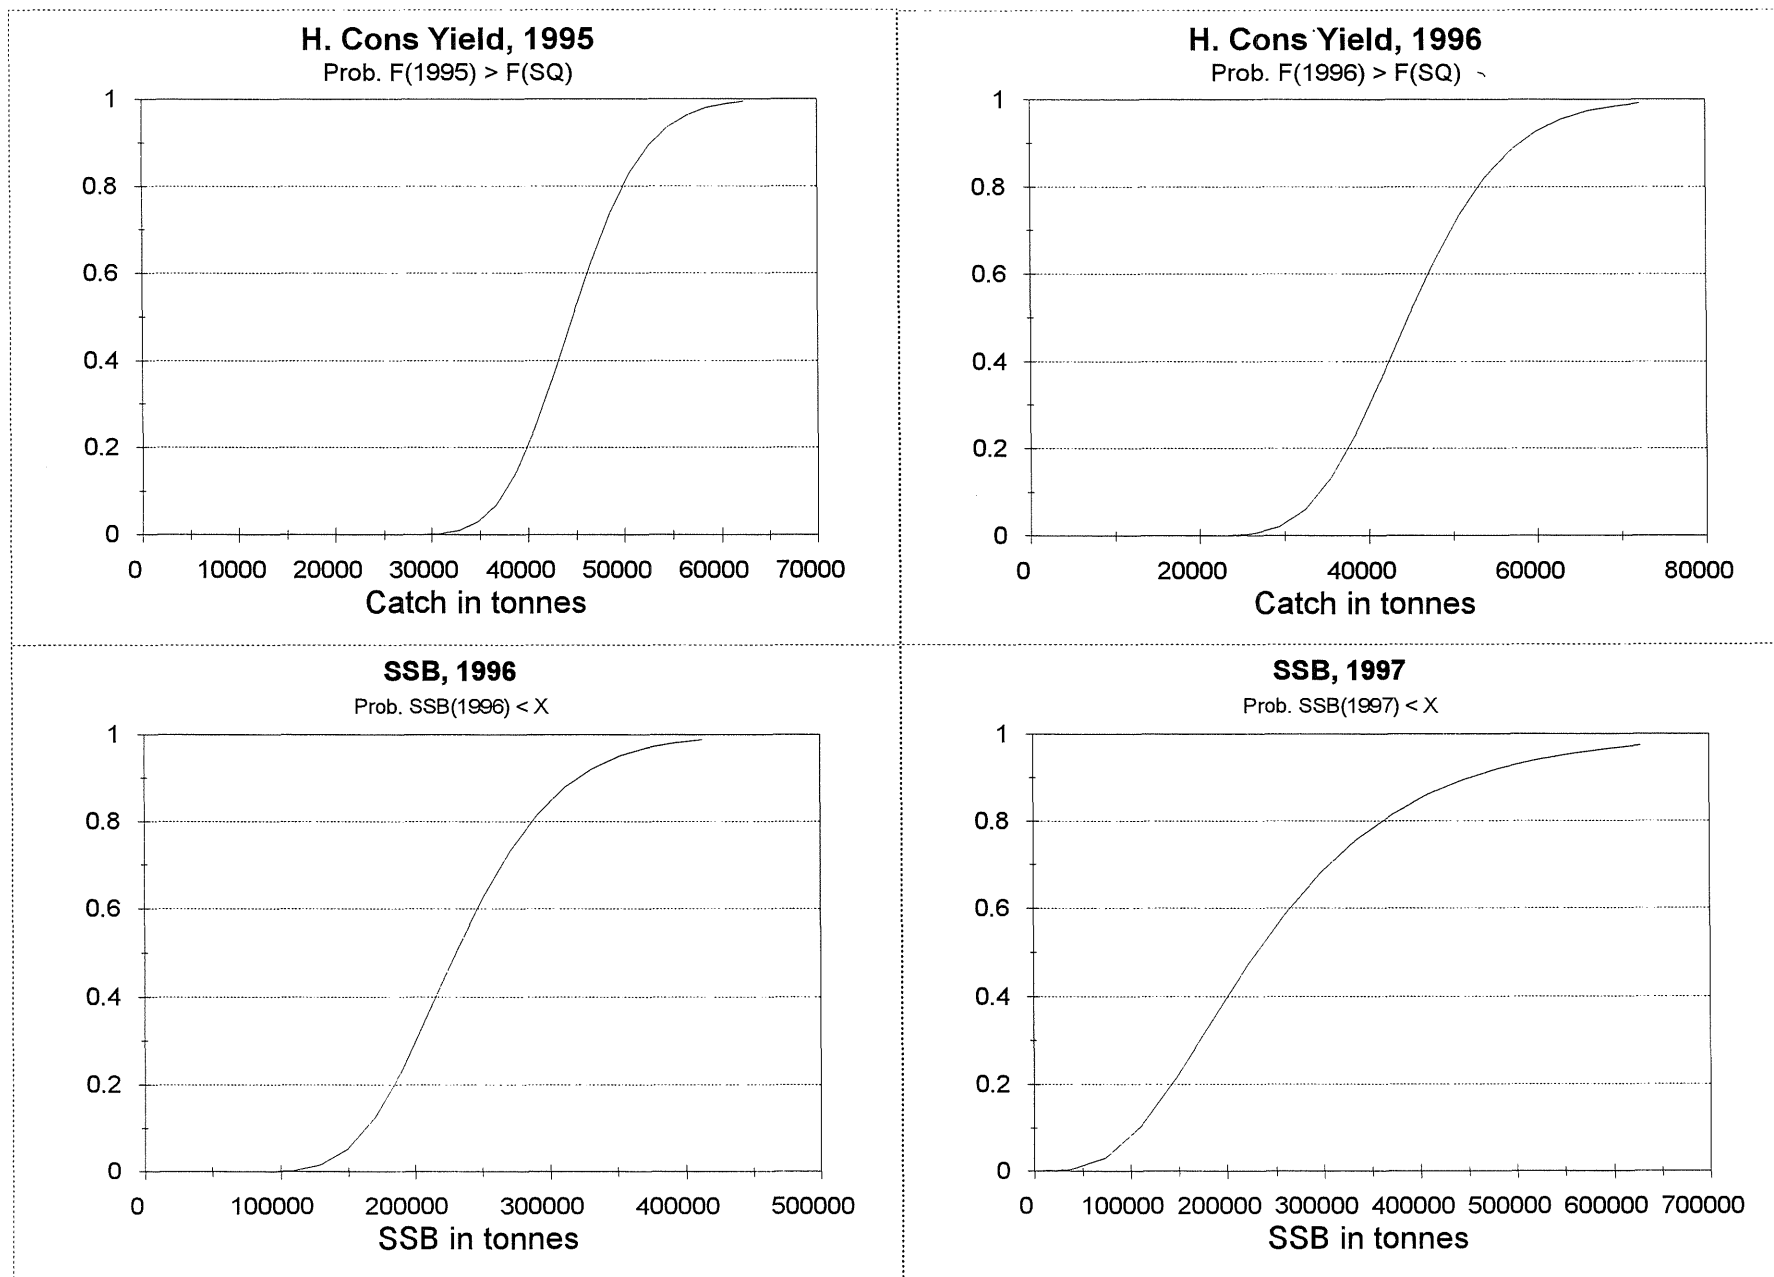 H. Cons Yield, 1995
Prob. F(1995) > F(SQ)
1
0.8
0.6
0.4
0.2
0
0 10000 20000 30000 40000 50000 60000 70000
Catch in tonnes
H. Cons Yield, 1996
Prob. F(1996) > F(SQ)
1
0.8
0.6
0.4
0.2
0
0 20000 40000 60000 80000
Catch in tonnes
SSB, 1996
Prob. SSB(1996) < X
1
0.8
0.6
0.4
0.2
0
0 100000 200000 300000 400000 500000
SSB in tonnes
SSB, 1997
Prob. SSB(1997) < X
1
0.8
0.6
0.4
0.2
0
0 100000 200000 300000 400000 500000 600000 700000
SSB in tonnes